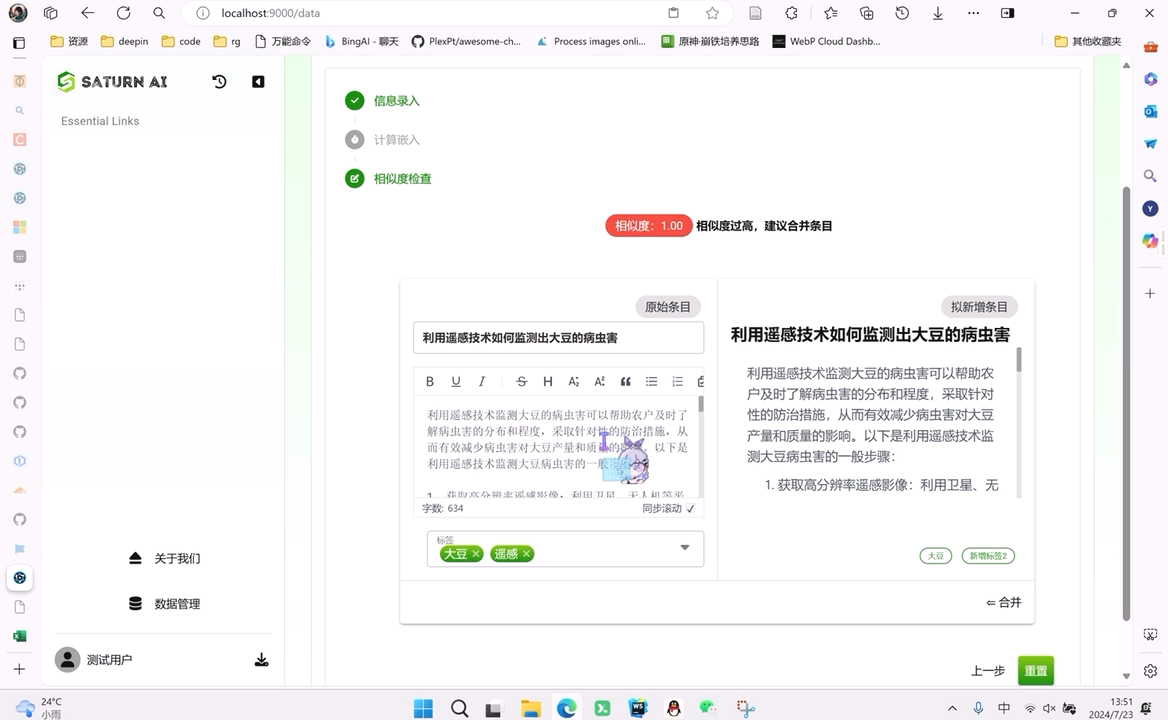 localhost:9000/data
资源
deepin
code
rg
万能命令
BingAI - 聊天
PlexPt/awesome-ch...
Process images onli...
原神·崩铁培养思路
WebP Cloud Dashb...
其他收藏夹
SATURN AI
Essential Links
信息录入
计算嵌入
相似度检查
相似度：1.00 相似度过高，建议合并条目
原始条目
利用遥感技术如何监测出大豆的病虫害
B U I S H
利用遥感技术监测大豆的病虫害可以帮助农户及时了
解病虫害的分布和程度，采取针对性的防治措施，从
而有效减少病虫害对大豆产量和质量的 以下是
利用遥感技术监测大豆病虫害的一般
1. 获取高分辨率遥感影像：利用卫星、无人机等平
字数: 634
同步滚动 ✓
标签
大豆 ×
遥感 ×
拟新增条目
利用遥感技术如何监测出大豆的病虫害
利用遥感技术监测大豆的病虫害可以帮助农
户及时了解病虫害的分布和程度，采取针对
性的防治措施，从而有效减少病虫害对大豆
产量和质量的影响。以下是利用遥感技术监
测大豆病虫害的一般步骤：
1. 获取高分辨率遥感影像：利用卫星、无
大豆
新增标签2
⇐ 合并
上一步
重置
关于我们
数据管理
测试用户
24°C
小雨
中
13:51
2024/7/23